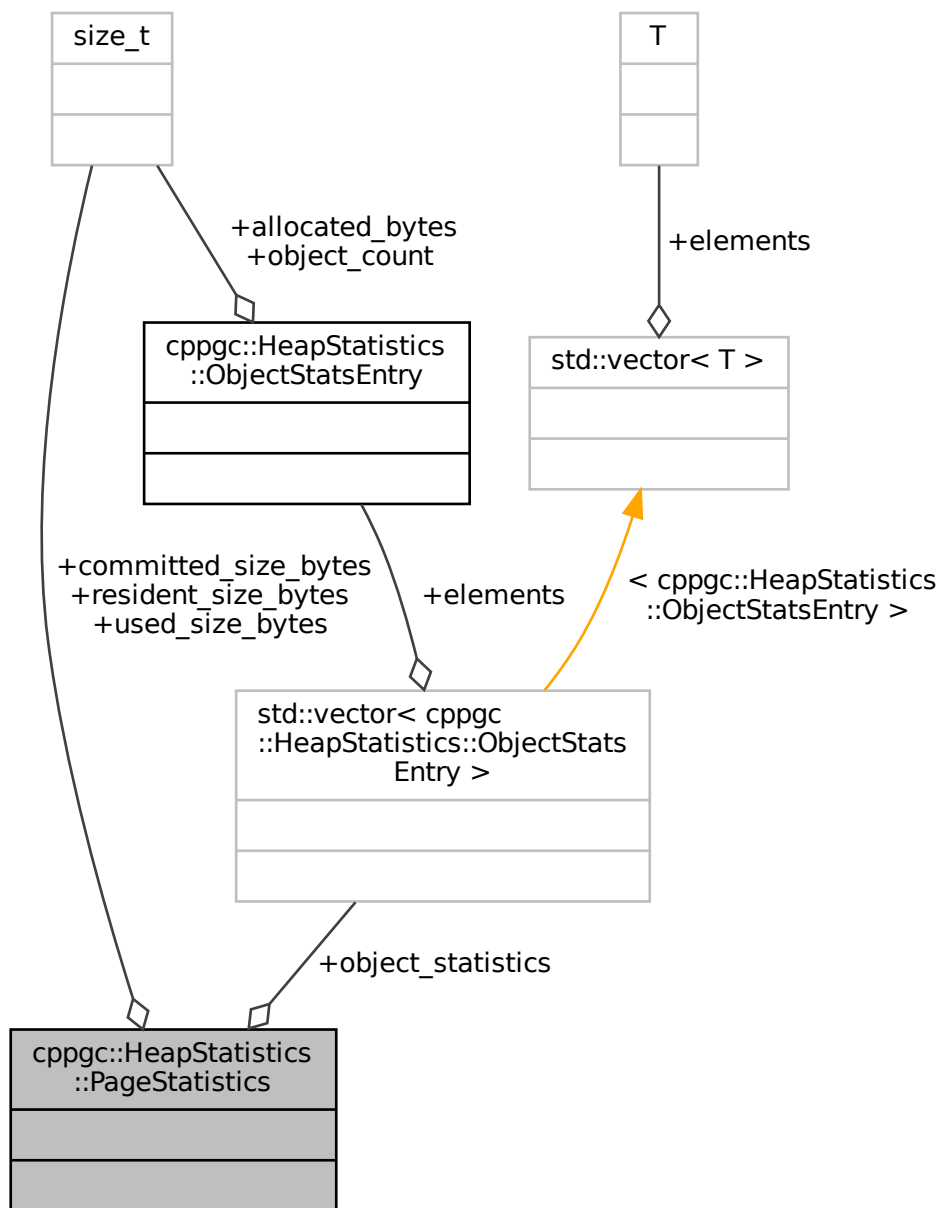 size_t
T
+allocated_bytes
+object_count
+elements
cppgc::HeapStatistics
::ObjectStatsEntry
std::vector< T >
+committed_size_bytes
+resident_size_bytes
+used_size_bytes
+elements
< cppgc::HeapStatistics
::ObjectStatsEntry >
std::vector< cppgc
::HeapStatistics::ObjectStats
Entry >
+object_statistics
cppgc::HeapStatistics
::PageStatistics